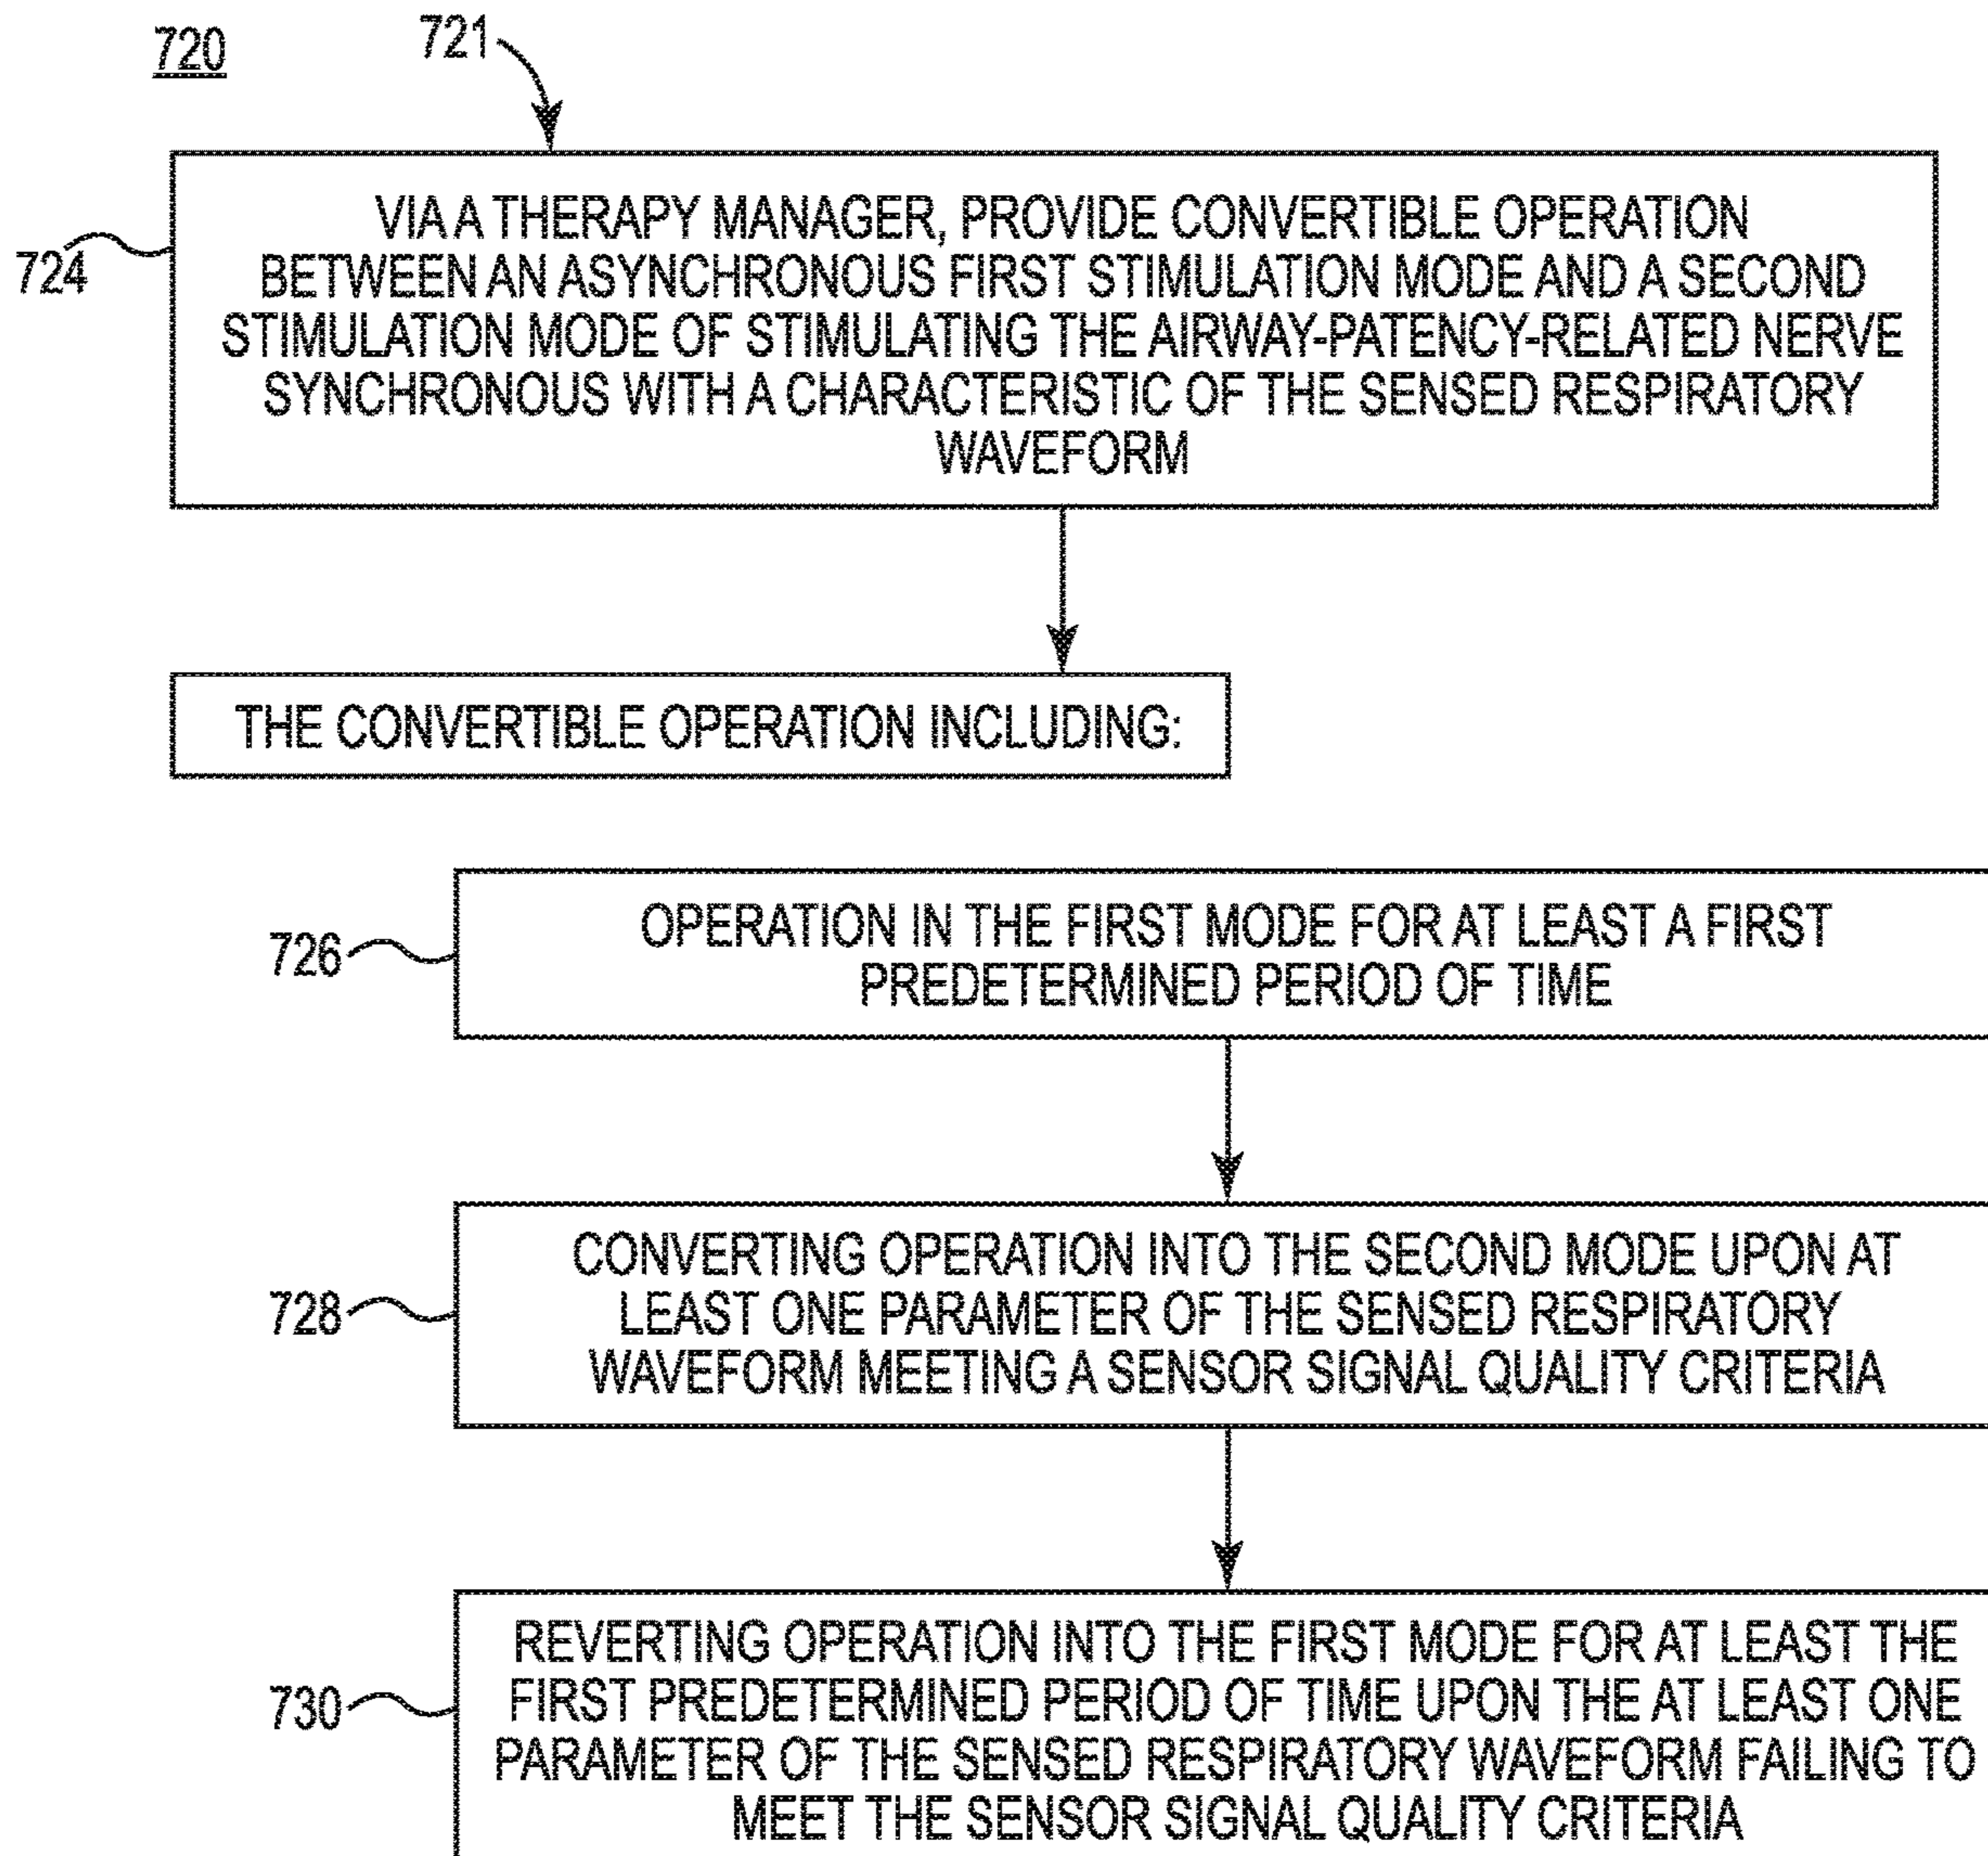 720
721
724
VIA A THERAPY MANAGER, PROVIDE CONVERTIBLE OPERATION
BETWEEN AN ASYNCHRONOUS FIRST STIMULATION MODE AND A SECOND
STIMULATION MODE OF STIMULATING THE AIRWAY-PATENCY-RELATED NERVE
SYNCHRONOUS WITH A CHARACTERISTIC OF THE SENSED RESPIRATORY
WAVEFORM
THE CONVERTIBLE OPERATION INCLUDING:
726
OPERATION IN THE FIRST MODE FOR AT LEAST A FIRST
PREDETERMINED PERIOD OF TIME
728
CONVERTING OPERATION INTO THE SECOND MODE UPON AT
LEAST ONE PARAMETER OF THE SENSED RESPIRATORY
WAVEFORM MEETING A SENSOR SIGNAL QUALITY CRITERIA
730
REVERTING OPERATION INTO THE FIRST MODE FOR AT LEAST THE
FIRST PREDETERMINED PERIOD OF TIME UPON THE AT LEAST ONE
PARAMETER OF THE SENSED RESPIRATORY WAVEFORM FAILING TO
MEET THE SENSOR SIGNAL QUALITY CRITERIA